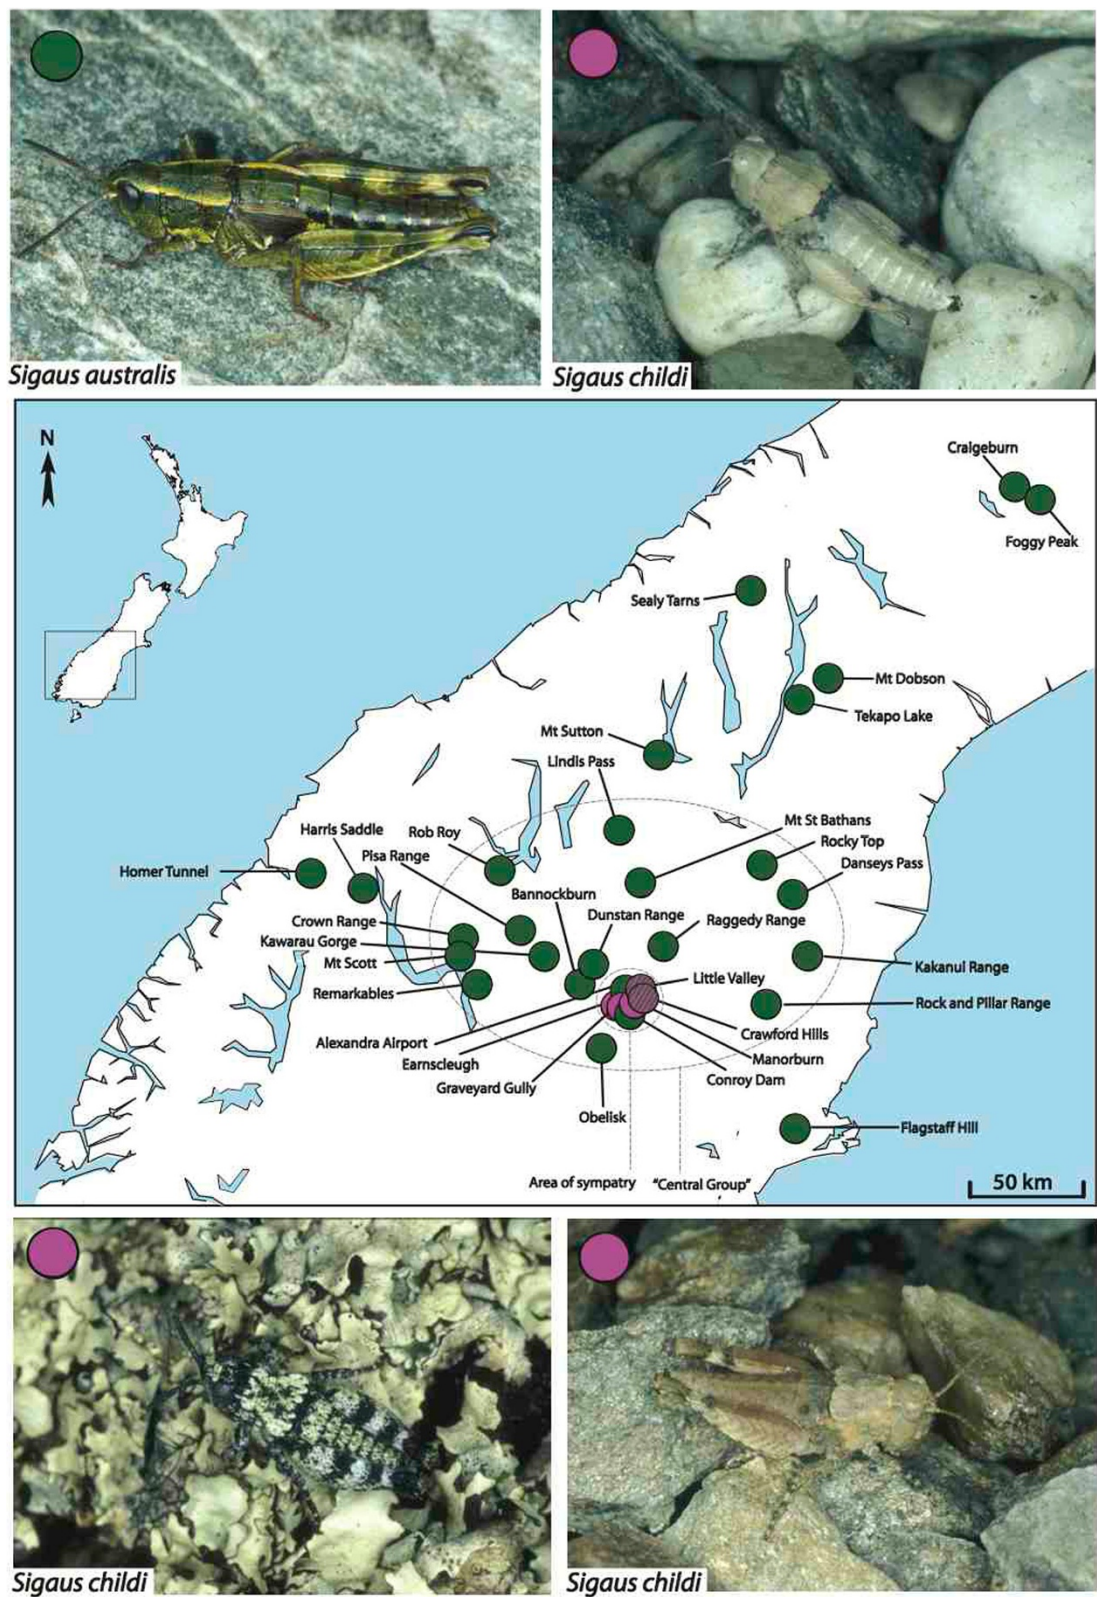 Sigaus australis
Sigaus childi
N
Craigeburn
Foggy Peak
Sealy Tarns
Mt Dobson
Tekapo Lake
Mt Sutton
Lindis Pass
Mt St Bathans
Harris Saddle
Rob Roy
Rocky Top
Pisa Range
Danseys Pass
Homer Tunnel
Bannockburn
Dunstan Range
Raggedy Range
Crown Range
Kawarau Gorge
Mt Scott
Kakanui Range
Little Valley
Remarkables
Rock and Pillar Range
Crawford Hills
Alexandra Airport
Manorburn
Earnscleugh
Conroy Dam
Graveyard Gully
Obelisk
Flagstaff Hill
Area of sympatry
"Central Group"
50 km
Sigaus childi
Sigaus childi